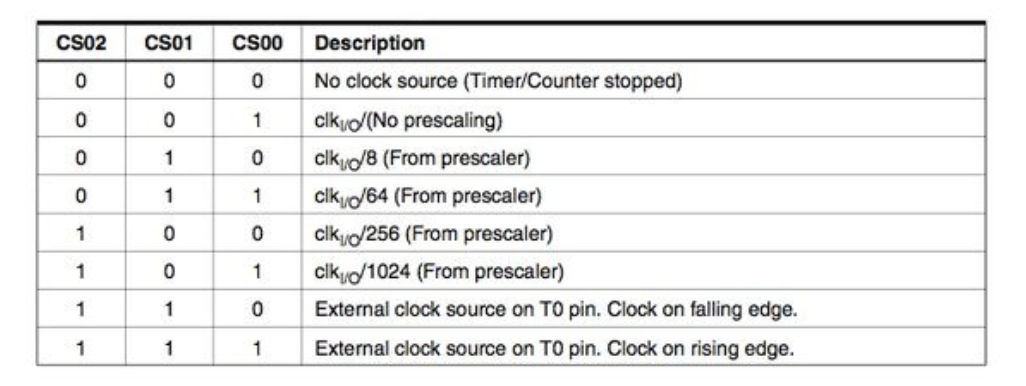 CS02 CS01 CS00 Description
0 0 0 No clock source (Timer/Counter stopped)
0 0 1 clkI/O/(No prescaling)
0 1 0 clkI/O/8 (From prescaler)
0 1 1 clkI/O/64 (From prescaler)
1 0 0 clkI/O/256 (From prescaler)
1 0 1 clkI/O/1024 (From prescaler)
1 1 0 External clock source on T0 pin. Clock on falling edge.
1 1 1 External clock source on T0 pin. Clock on rising edge.